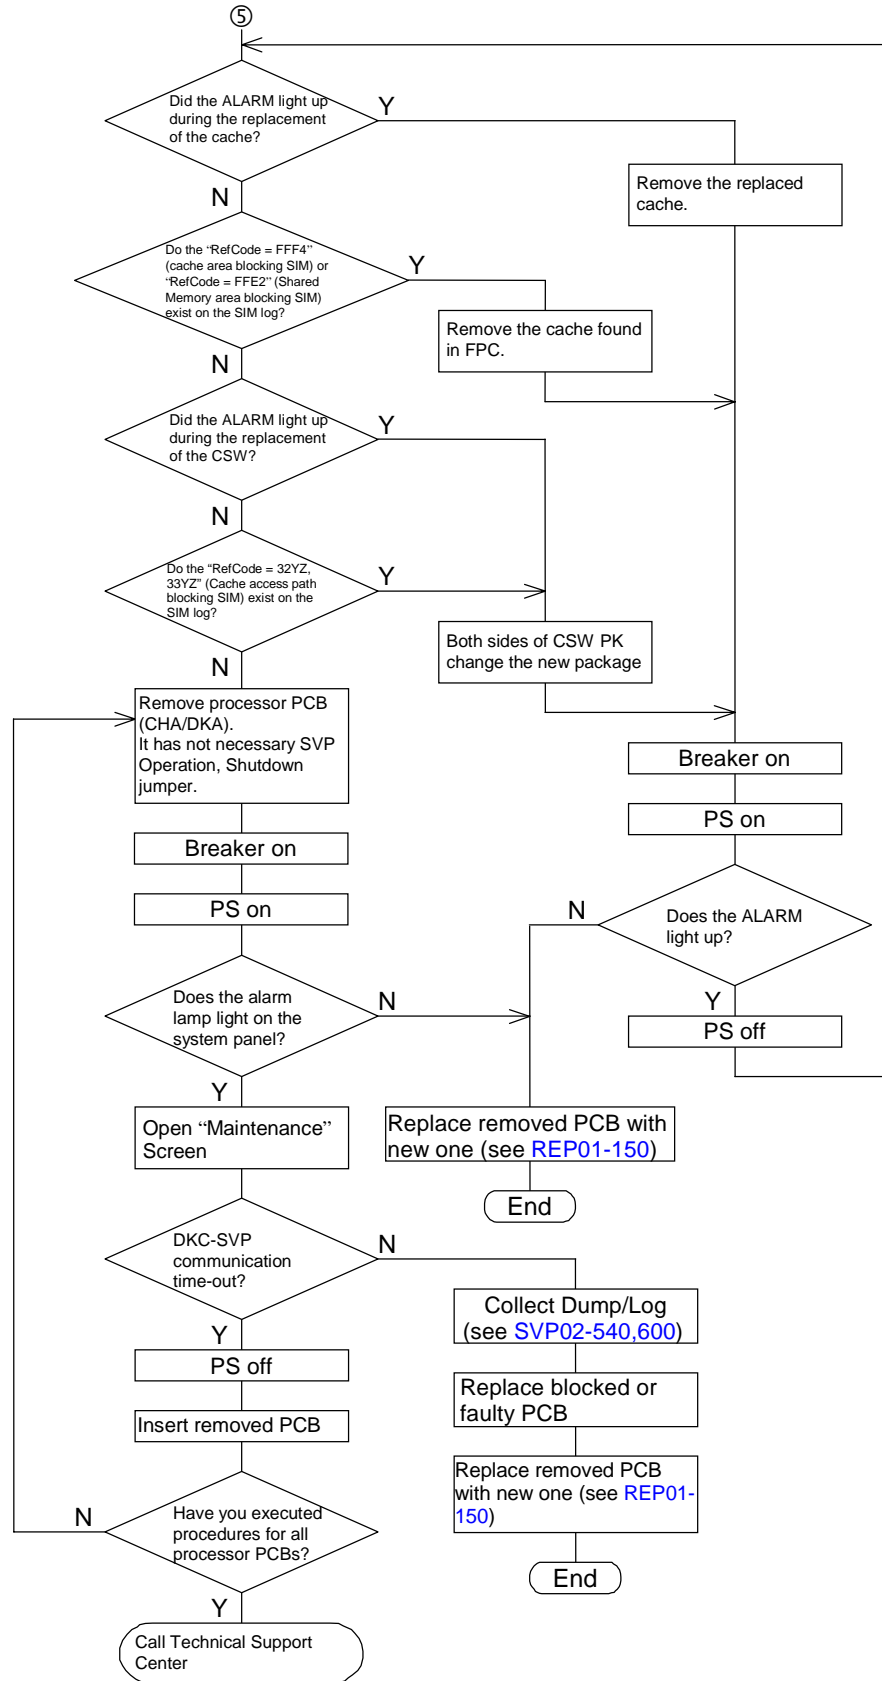 ⑤
Did the ALARM light up
during the replacement
of the cache?
Y
N
Remove the replaced
cache.
Do the “RefCode = FFF4”
(cache area blocking SIM) or
“RefCode = FFE2” (Shared
Memory area blocking SIM)
exist on the SIM log?
Y
N
Remove the cache found
in FPC.
Did the ALARM light up
during the replacement
of the CSW?
Y
N
Do the “RefCode = 32YZ,
33YZ” (Cache access path
blocking SIM) exist on the
SIM log?
Y
N
Both sides of CSW PK
change the new package
Remove processor PCB
(CHA/DKA).
It has not necessary SVP
Operation, Shutdown
jumper.
Breaker on
PS on
Breaker on
PS on
Does the ALARM
light up?
N
Y
PS off
Does the alarm
lamp light on the
system panel?
N
Y
Open “Maintenance”
Screen
Replace removed PCB with
new one (see REP01-150)
End
DKC-SVP
communication
time-out?
N
Y
Collect Dump/Log
(see SVP02-540,600)
PS off
Replace blocked or
faulty PCB
Insert removed PCB
Replace removed PCB
with new one (see REP01-
150)
End
Have you executed
procedures for all
processor PCBs?
N
Y
Call Technical Support
Center